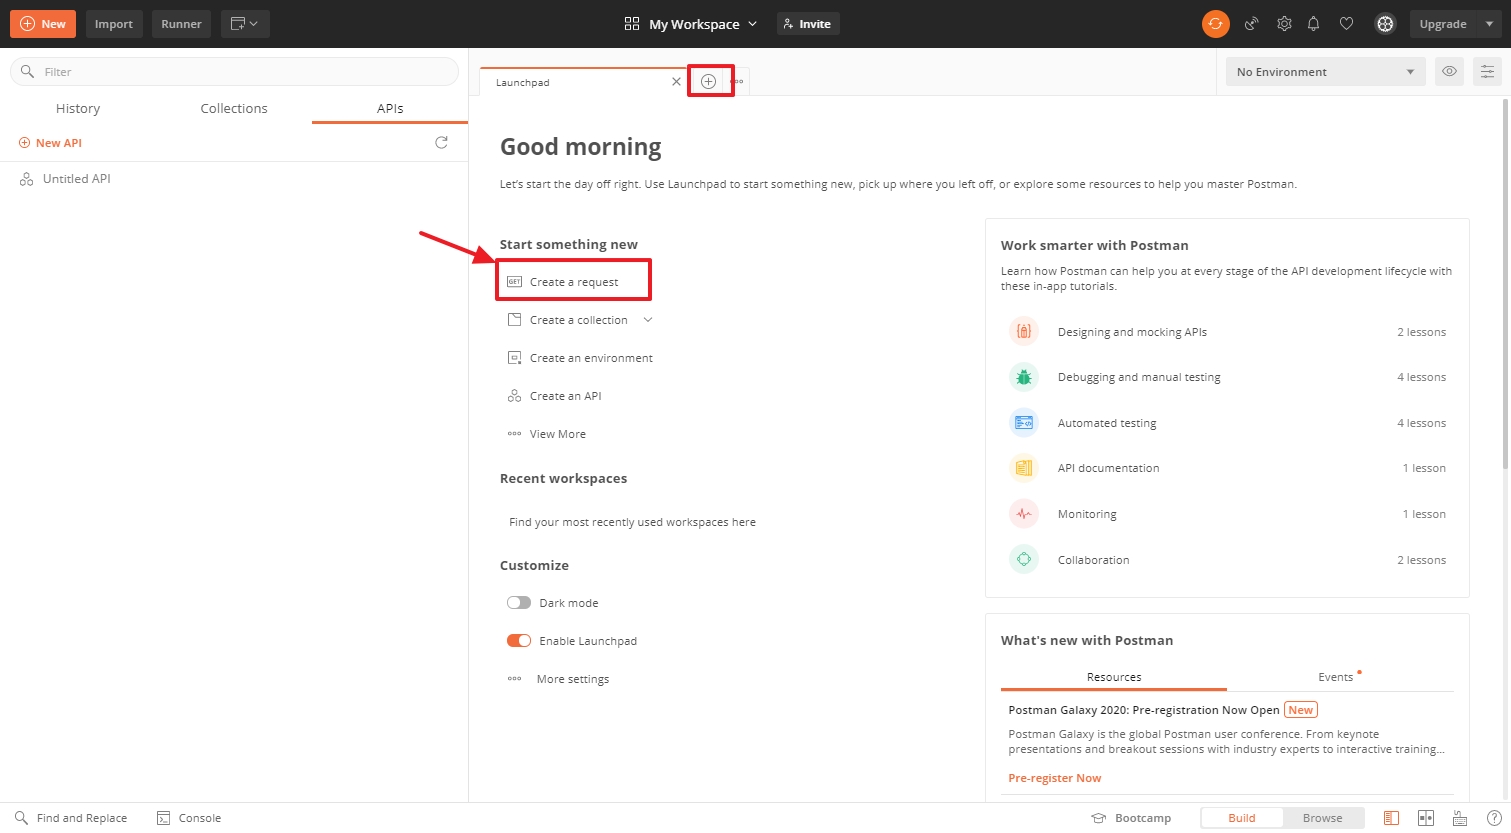 New
Import
Runner
My Workspace
Invite
Upgrade
Filter
Launchpad
No Environment
History
Collections
APIs
New API
Untitled API
Good morning
Let's start the day off right. Use Launchpad to start something new, pick up where you left off, or explore some resources to help you master Postman.
Start something new
GET Create a request
Create a collection
Create an environment
Create an API
View More
Recent workspaces
Find your most recently used workspaces here
Customize
Dark mode
Enable Launchpad
More settings
Work smarter with Postman
Learn how Postman can help you at every stage of the API development lifecycle with
these in-app tutorials.
Designing and mocking APIs 2 lessons
Debugging and manual testing 4 lessons
Automated testing 4 lessons
API documentation 1 lesson
Monitoring 1 lesson
Collaboration 2 lessons
What's new with Postman
Resources
Events
Postman Galaxy 2020: Pre-registration Now Open New
Postman Galaxy is the global Postman user conference. From keynote
presentations and breakout sessions with industry experts to interactive training...
Pre-register Now
Find and Replace
Console
Bootcamp
Build
Browse